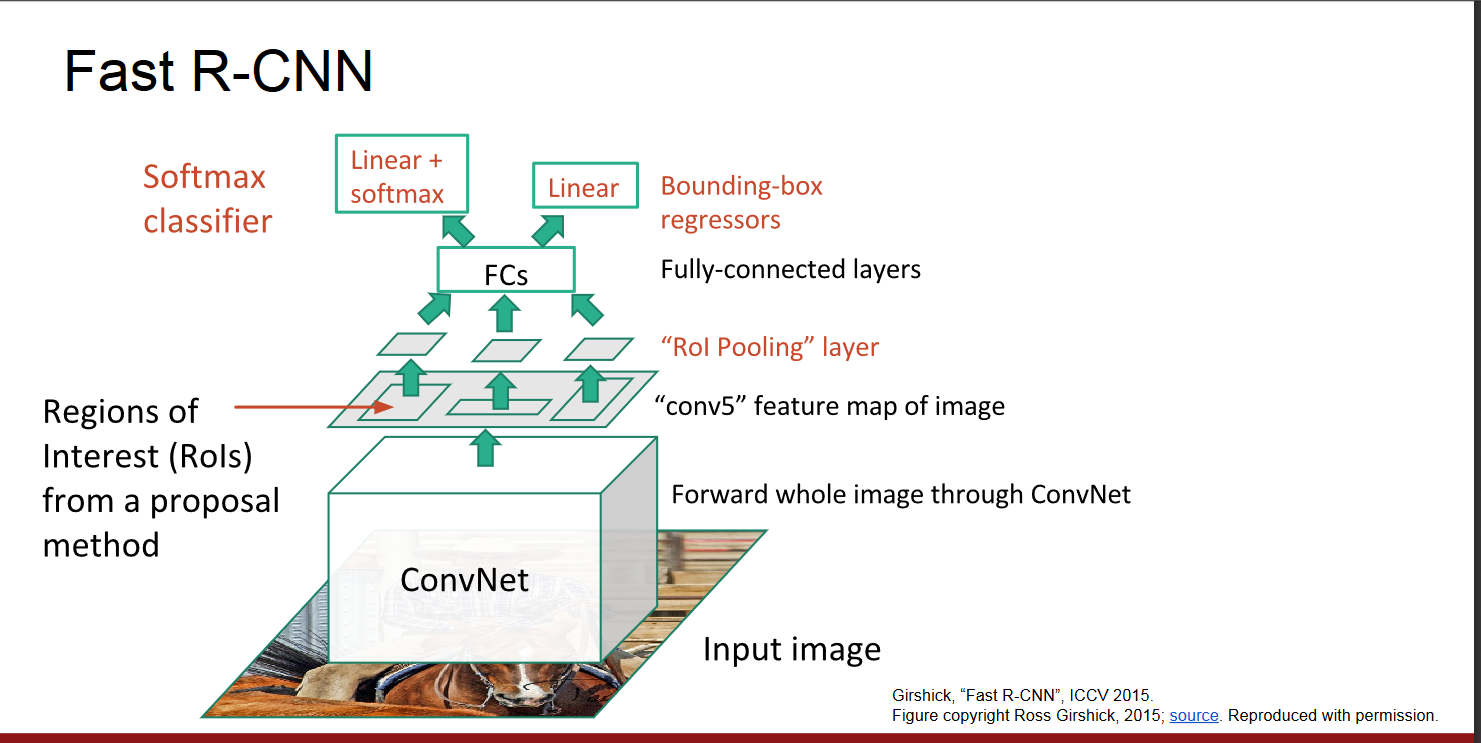 Fast R-CNN
Softmax
classifier
Linear +
softmax
Linear
Bounding-box
regressors
FCs
Fully-connected layers
“RoI Pooling” layer
Regions of
Interest (RoIs)
from a proposal
method
“conv5” feature map of image
Forward whole image through ConvNet
ConvNet
Input image
Girshick, “Fast R-CNN”, ICCV 2015.
Figure copyright Ross Girshick, 2015; source. Reproduced with permission.